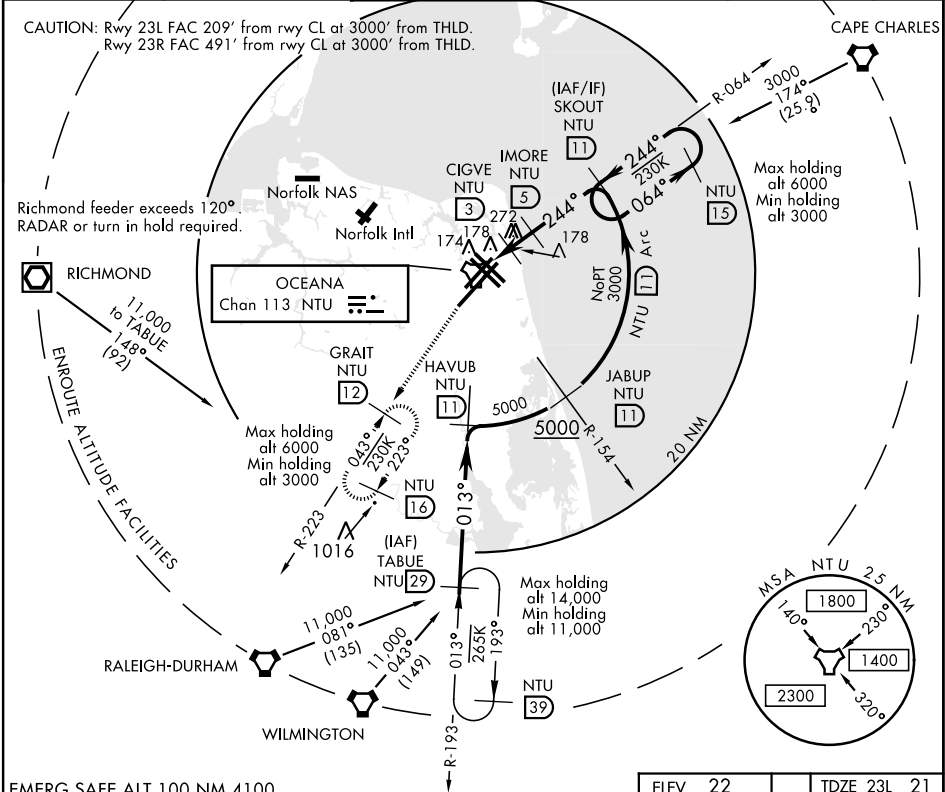 CAUTION: Rwy 23L FAC 209' from rwy CL at 3000' from THLD.
Rwy 23R FAC 491' from rwy CL at 3000' from THLD.
CAPE CHARLES
R-064
3000
174°
(25.9)
(IAF/IF)
SKOUT
NTU
11
244°
230K
064°
NTU
15
Max holding
alt 6000
Min holding
alt 3000
IMORE
NTU
5
CIGVE
NTU
3
244°
272
178
174
178
Norfolk NAS
Norfolk Intl
Richmond feeder exceeds 120°.
RADAR or turn in hold required.
RICHMOND
11,000
to TABUE
148°
(92)
OCEANA
Chan 113 NTU
NoPT
3000
NTU 11 Arc
GRAIT
NTU
12
HAVUB
NTU
11
5000
5000
JABUP
NTU
11
R-154
20 NM
Max holding
alt 6000
Min holding
alt 3000
043°
230K
223°
NTU
16
R-223
1016
013°
ENROUTE ALTITUDE FACILITIES
(IAF)
TABUE
NTU 29
Max holding
alt 14,000
Min holding
alt 11,000
11,000
081°
(135)
RALEIGH-DURHAM
11,000
043°
(149)
WILMINGTON
013°
265K
193°
NTU
39
R-193
MSA NTU 25 NM
1800
140°
230°
1400
2300
320°
EMERG SAFE ALT 100 NM 4100
ELEV 22
TDZE 23L 21